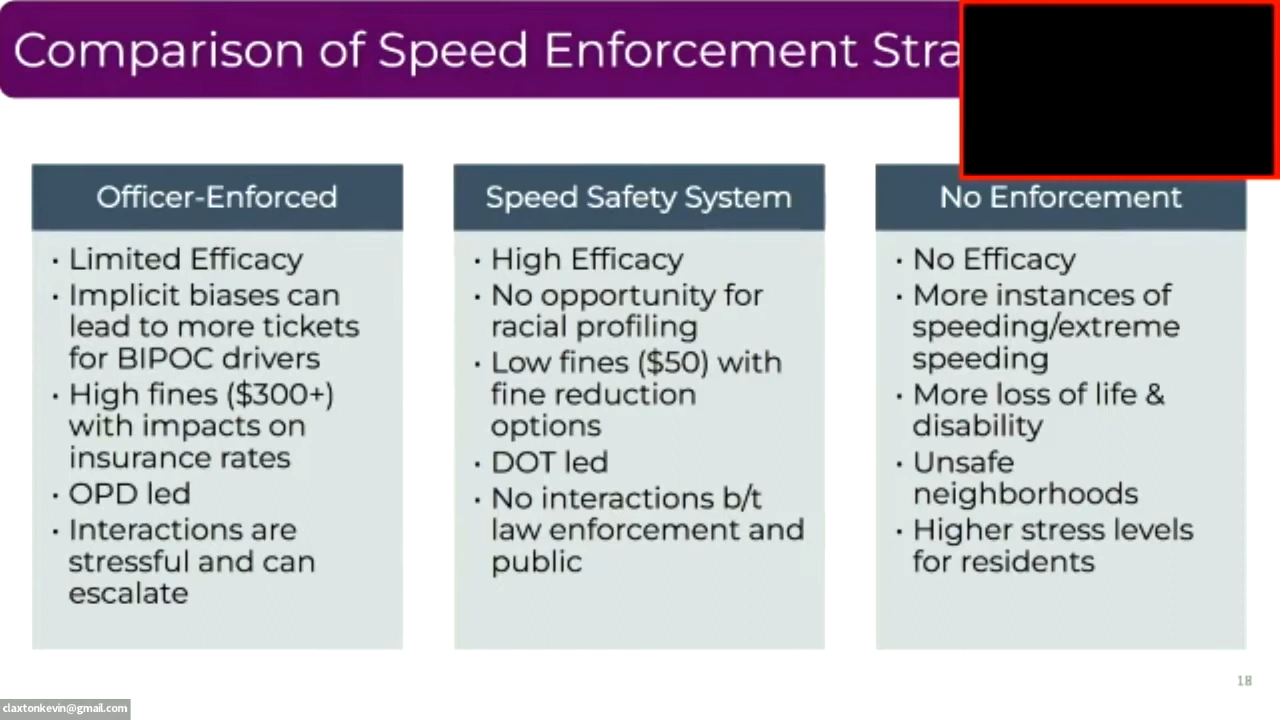 Comparison of Speed Enforcement Stra
Officer-Enforced
• Limited Efficacy
• Implicit biases can
lead to more tickets
for BIPOC drivers
• High fines ($300+)
with impacts on
insurance rates
• OPD led
• Interactions are
stressful and can
escalate
Speed Safety System
• High Efficacy
• No opportunity for
racial profiling
• Low fines ($50) with
fine reduction
options
• DOT led
• No interactions b/t
law enforcement and
public
No Enforcement
• No Efficacy
• More instances of
speeding/extreme
speeding
• More loss of life &
disability
• Unsafe
neighborhoods
• Higher stress levels
for residents
18
claxtonkevin@gmail.com